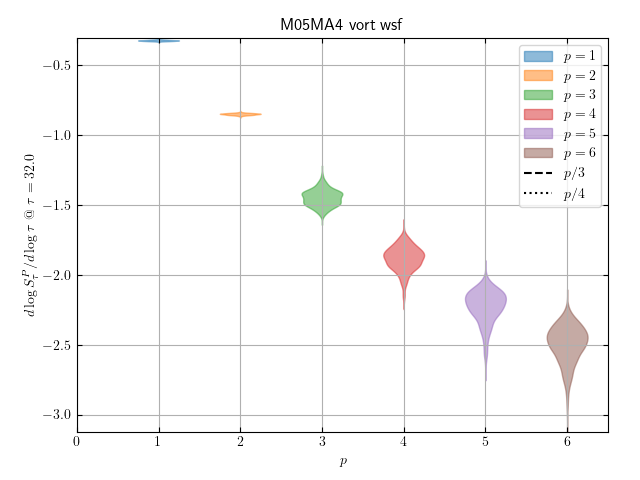 M05MA4 vort wsf
d log S_τ^P / d log τ @ τ = 32.0
−0.5
−1.0
−1.5
−2.0
−2.5
−3.0
0 1 2 3 4 5 6
p
p = 1
p = 2
p = 3
p = 4
p = 5
p = 6
p/3
p/4